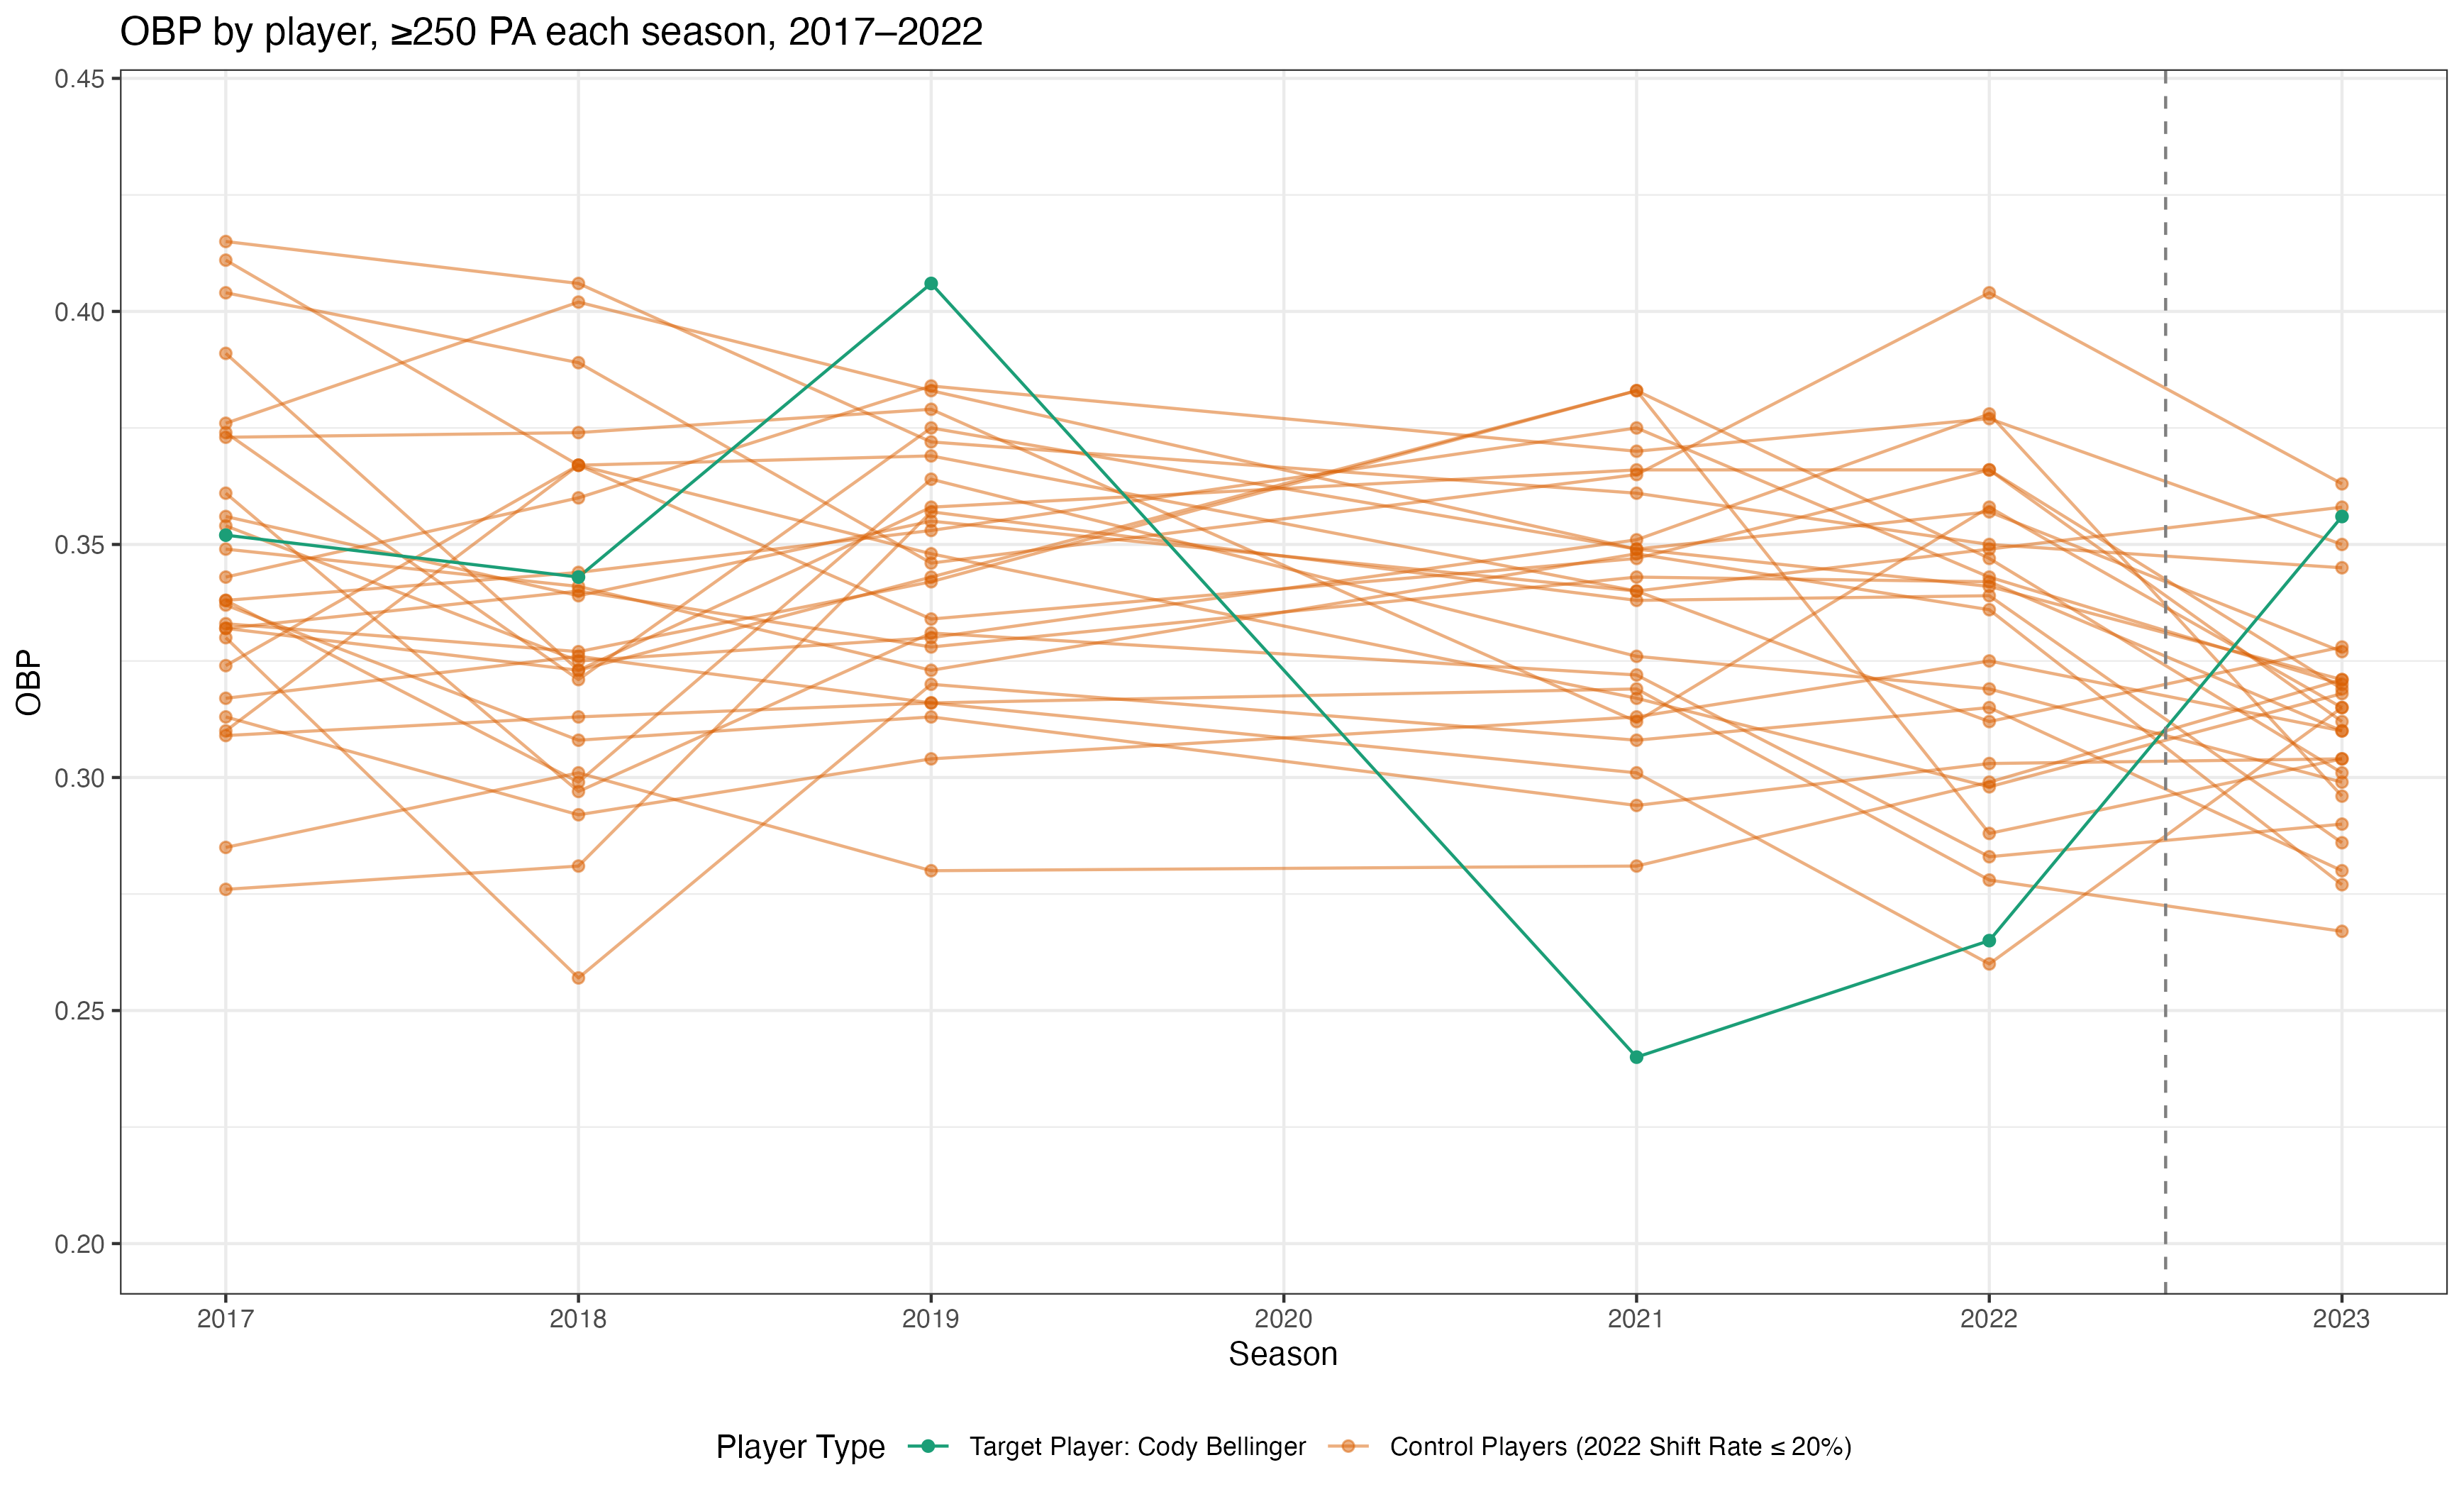 OBP by player, ≥250 PA each season, 2017–2022
OBP
0.45
0.40
0.35
0.30
0.25
0.20
2017 2018 2019 2020 2021 2022 2023
Season
Player Type Target Player: Cody Bellinger Control Players (2022 Shift Rate ≤ 20%)